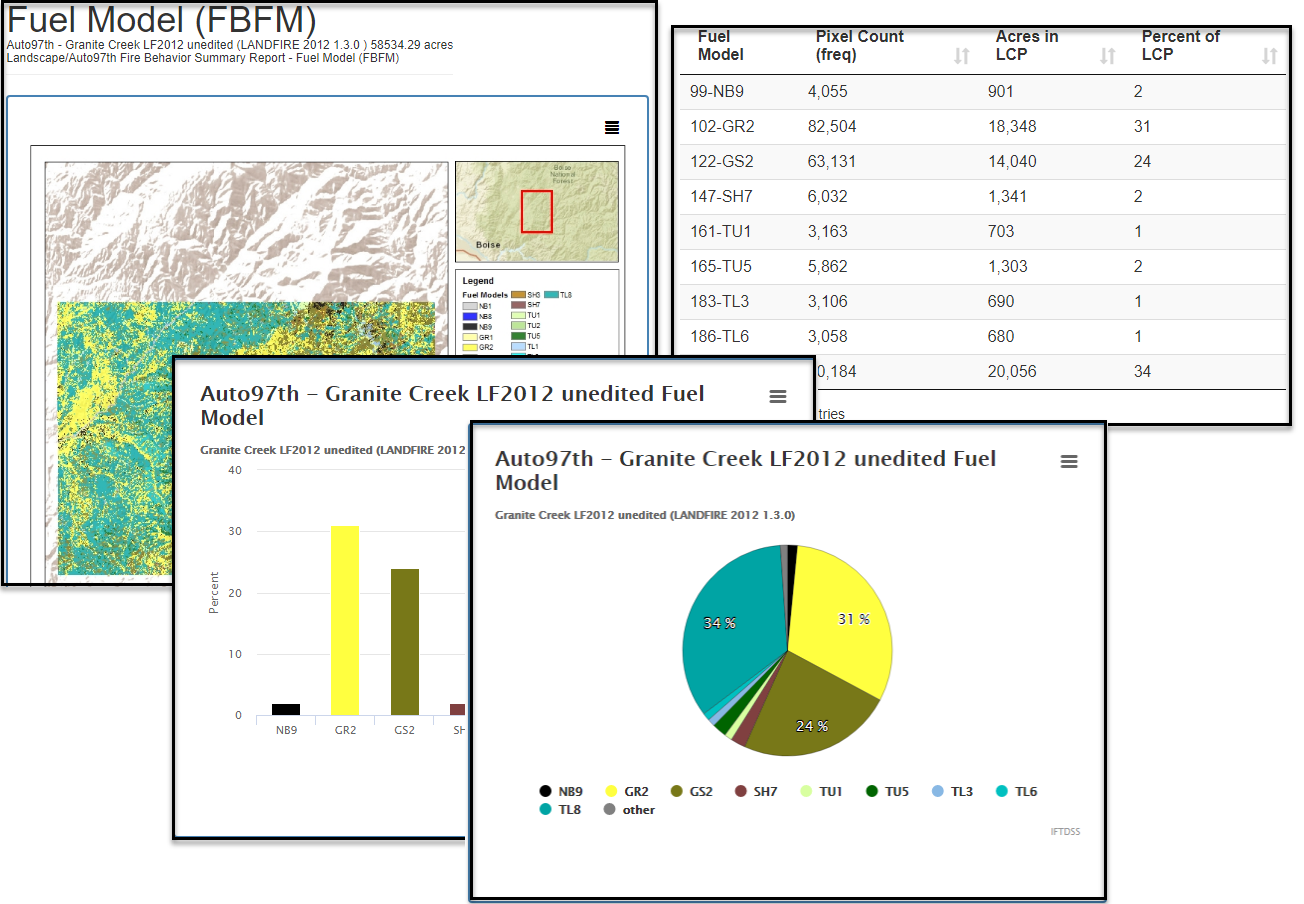 Fuel Model (FBFM)
Auto97th - Granite Creek LF2012 unedited (LANDFIRE 2012 1.3.0 ) 58534.29 acres
Landscape/Auto97th Fire Behavior Summary Report - Fuel Model (FBFM)
Boise
National
Forest
Boise
Legend
Fuel Models SH3 TL8
NB1 SH7
NB8 TU1
NB9 TU2
GR1 TU5
GR2 TL1
Fuel Model Pixel Count (freq) Acres in LCP Percent of LCP
99-NB9 4,055 901 2
102-GR2 82,504 18,348 31
122-GS2 63,131 14,040 24
147-SH7 6,032 1,341 2
161-TU1 3,163 703 1
165-TU5 5,862 1,303 2
183-TL3 3,106 690 1
186-TL6 3,058 680 1
0,184 20,056 34
tries
Auto97th – Granite Creek LF2012 unedited Fuel
Model
Granite Creek LF2012 unedited (LANDFIRE 2012
40
30
20
10
0
Percent
NB9 GR2 GS2 SH
Auto97th – Granite Creek LF2012 unedited Fuel
Model
Granite Creek LF2012 unedited (LANDFIRE 2012 1.3.0)
34 %
31 %
24 %
NB9 GR2 GS2 SH7 TU1 TU5 TL3 TL6
TL8 other
IFTDSS